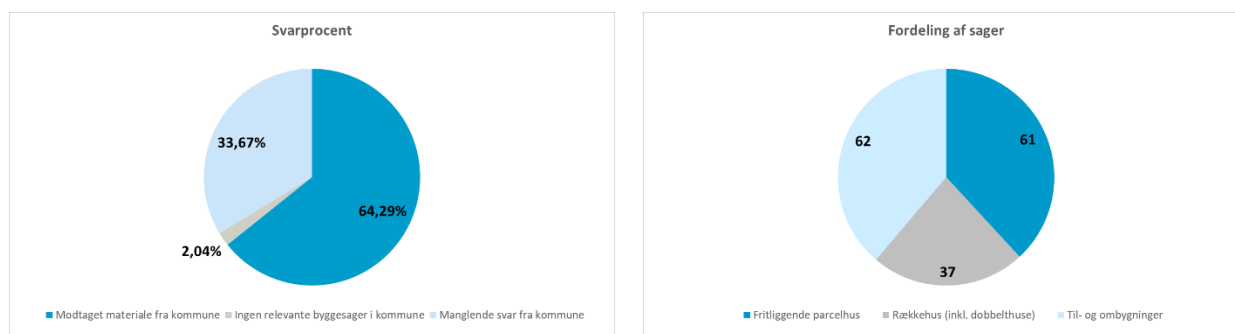 Svarprocent
33,67%
64,29%
2,04%
Modtaget materiale fra kommune
Ingen relevante byggesager i kommune
Manglende svar fra kommune
Fordeling af sager
62
61
37
Fritliggende parcelhus
Rækkehus (inkl. dobbelthuse)
Til- og ombygninger